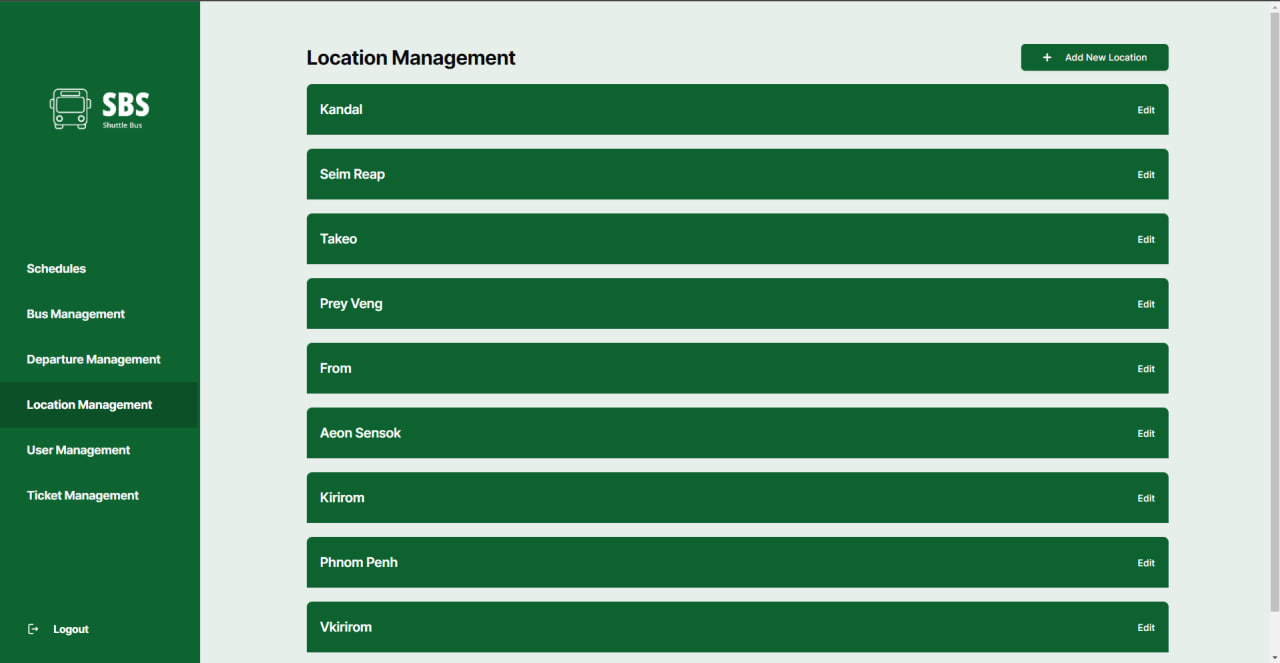 SBS
Shuttle Bus
Schedules
Bus Management
Departure Management
Location Management
User Management
Ticket Management
Logout
Location Management
+ Add New Location
Kandal Edit
Seim Reap Edit
Takeo Edit
Prey Veng Edit
From Edit
Aeon Sensok Edit
Kirirom Edit
Phnom Penh Edit
Vkirirom Edit